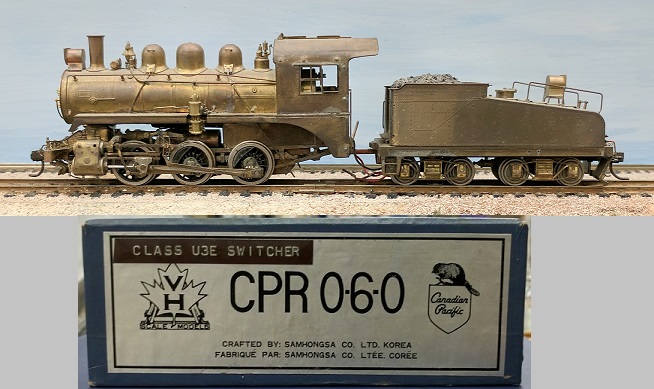 CLASS U3E SWITCHER
VH
SCALE MODELS
CPR 0-6-0
Canadian
Pacific
CRAFTED BY: SAMHONGSA CO. LTD. KOREA
FABRIQUÉ PAR: SAMHONGSA CO. LTÉE. CORÉE